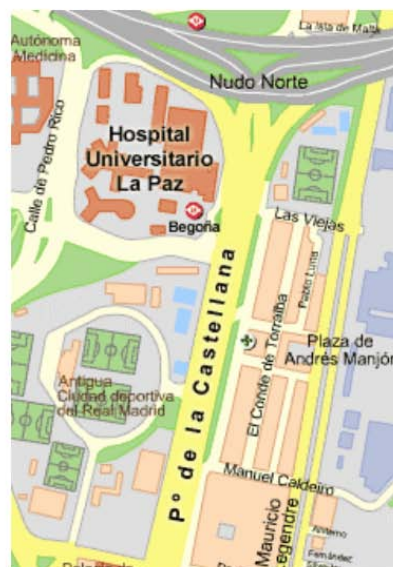 La Isla de Malta
Autónoma
Medicina
Nudo Norte
Calle de Pedro Rico
Hospital
Universitario
La Paz
Begoña
Las Viejas
Pablo Luna
Pº de la Castellana
El Conde de Torralba
Plaza de
Andrés Manjón
Antigua
Ciudad deportiva
del Real Madrid
Manuel Caldeiro
Mauricio
Legendre
Fernández